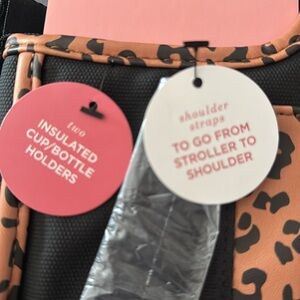 two
INSULATED
CUP/BOTTLE
HOLDERS
shoulder
straps
TO GO FROM
STROLLER TO
SHOULDER